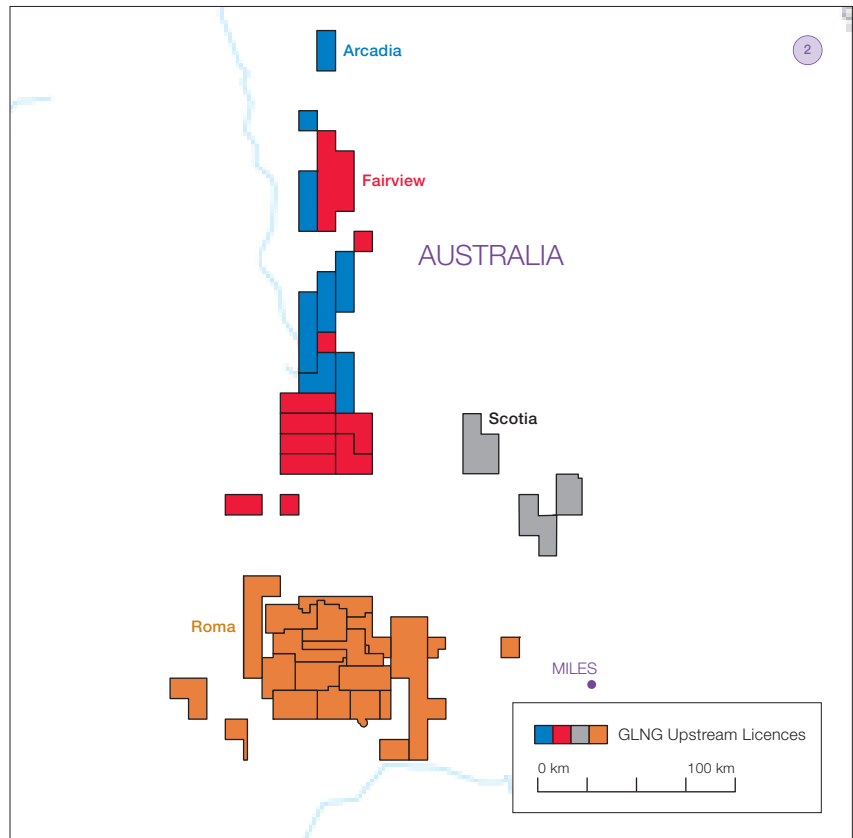 Arcadia
2
Fairview
AUSTRALIA
Scotia
Roma
MILES
GLNG Upstream Licences
0 km 100 km